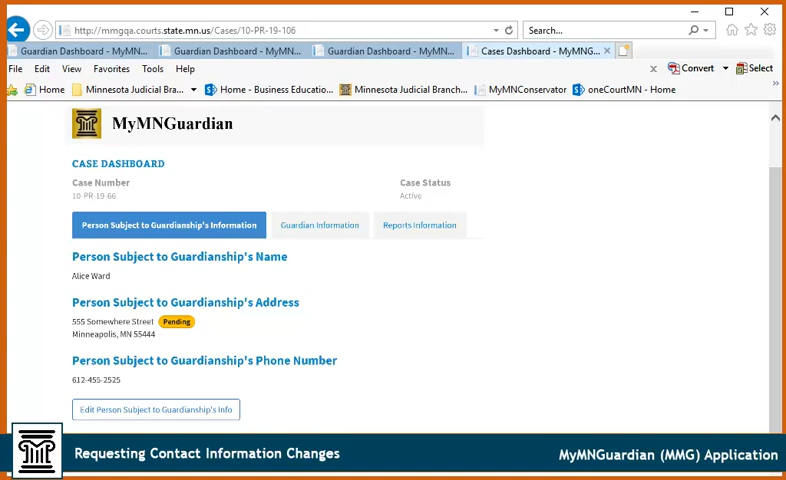 http://mmgqa.courts.state.mn.us/Cases/10-PR-19-106
Search...
Guardian Dashboard - MyMN...
Guardian Dashboard - MyMN...
Guardian Dashboard - MyMN...
Cases Dashboard - MyMNG...
File Edit View Favorites Tools Help
x Convert Select
Home Minnesota Judicial Bra... Home - Business Educatio... Minnesota Judicial Branch... MyMNConservator oneCourtMN - Home
MyMNGuardian
CASE DASHBOARD
Case Number Case Status
10-PR-19-66 Active
Person Subject to Guardianship's Information Guardian Information Reports Information
Person Subject to Guardianship's Name
Alice Ward
Person Subject to Guardianship's Address
555 Somewhere Street Pending
Minneapolis, MN 55444
Person Subject to Guardianship's Phone Number
612-455-2525
Edit Person Subject to Guardianship's Info
Requesting Contact Information Changes MyMNGuardian (MMG) Application